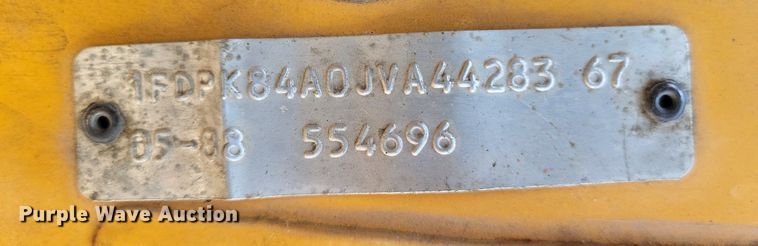 1FDPK84A0JVA44283 67
05-88 554696
Purple Wave Auction